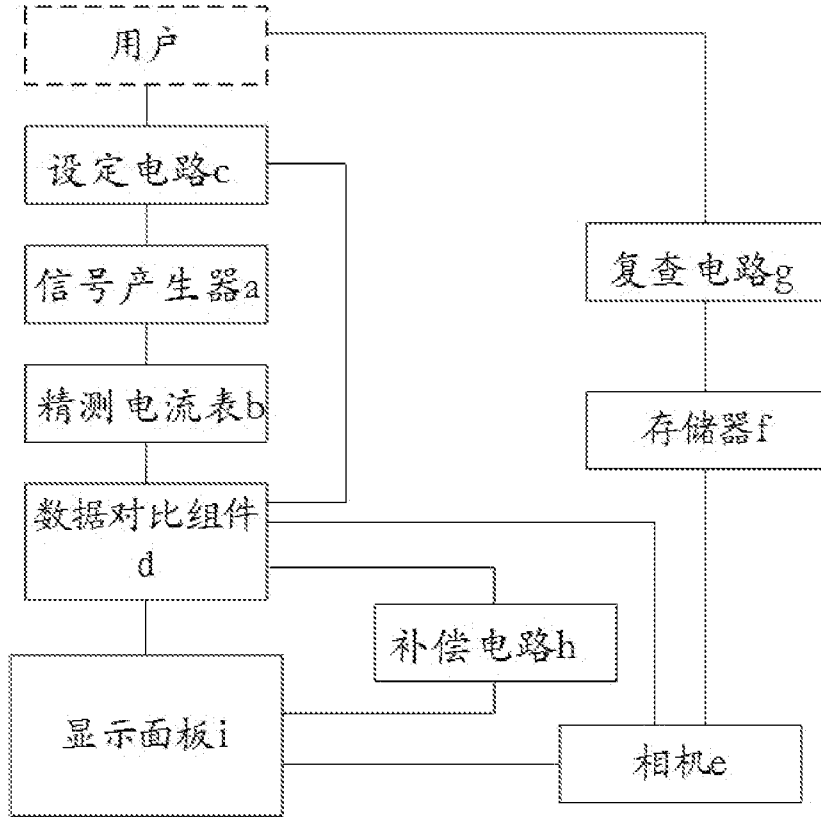 用户
设定电路c
信号产生器a
复查电路g
精测电流表b
存储器f
数据对比组件
d
补偿电路h
显示面板i
相机e